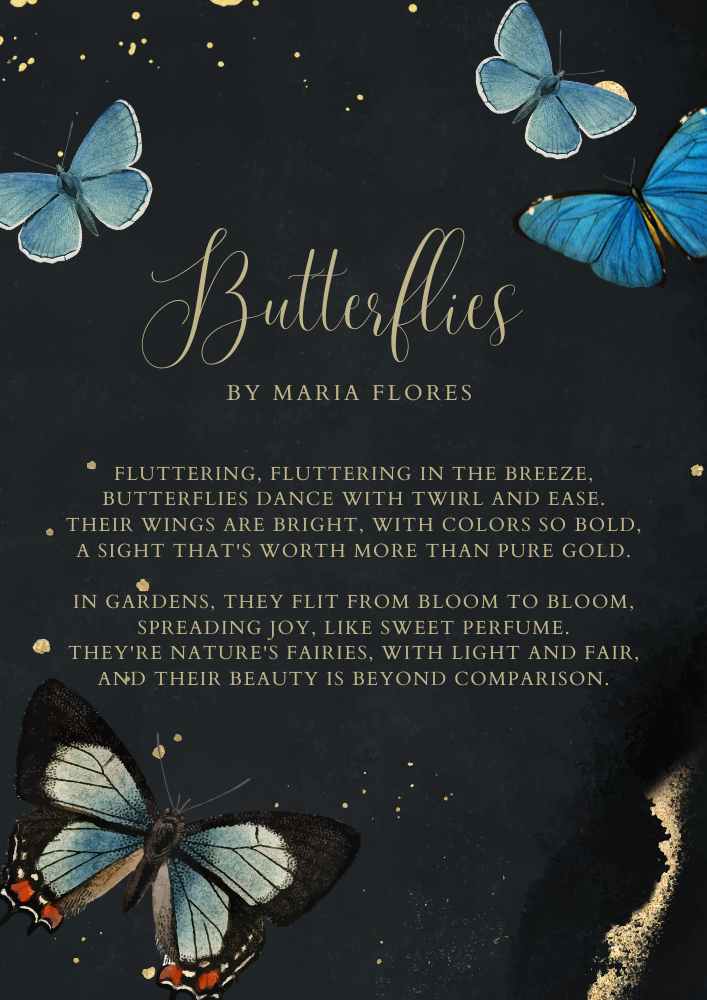 Butterflies
BY MARIA FLORES
FLUTTERING, FLUTTERING IN THE BREEZE,
BUTTERFLIES DANCE WITH TWIRL AND EASE.
THEIR WINGS ARE BRIGHT, WITH COLORS SO BOLD,
A SIGHT THAT'S WORTH MORE THAN PURE GOLD.
IN GARDENS, THEY FLIT FROM BLOOM TO BLOOM,
SPREADING JOY, LIKE SWEET PERFUME.
THEY'RE NATURE'S FAIRIES, WITH LIGHT AND FAIR,
AND THEIR BEAUTY IS BEYOND COMPARISON.